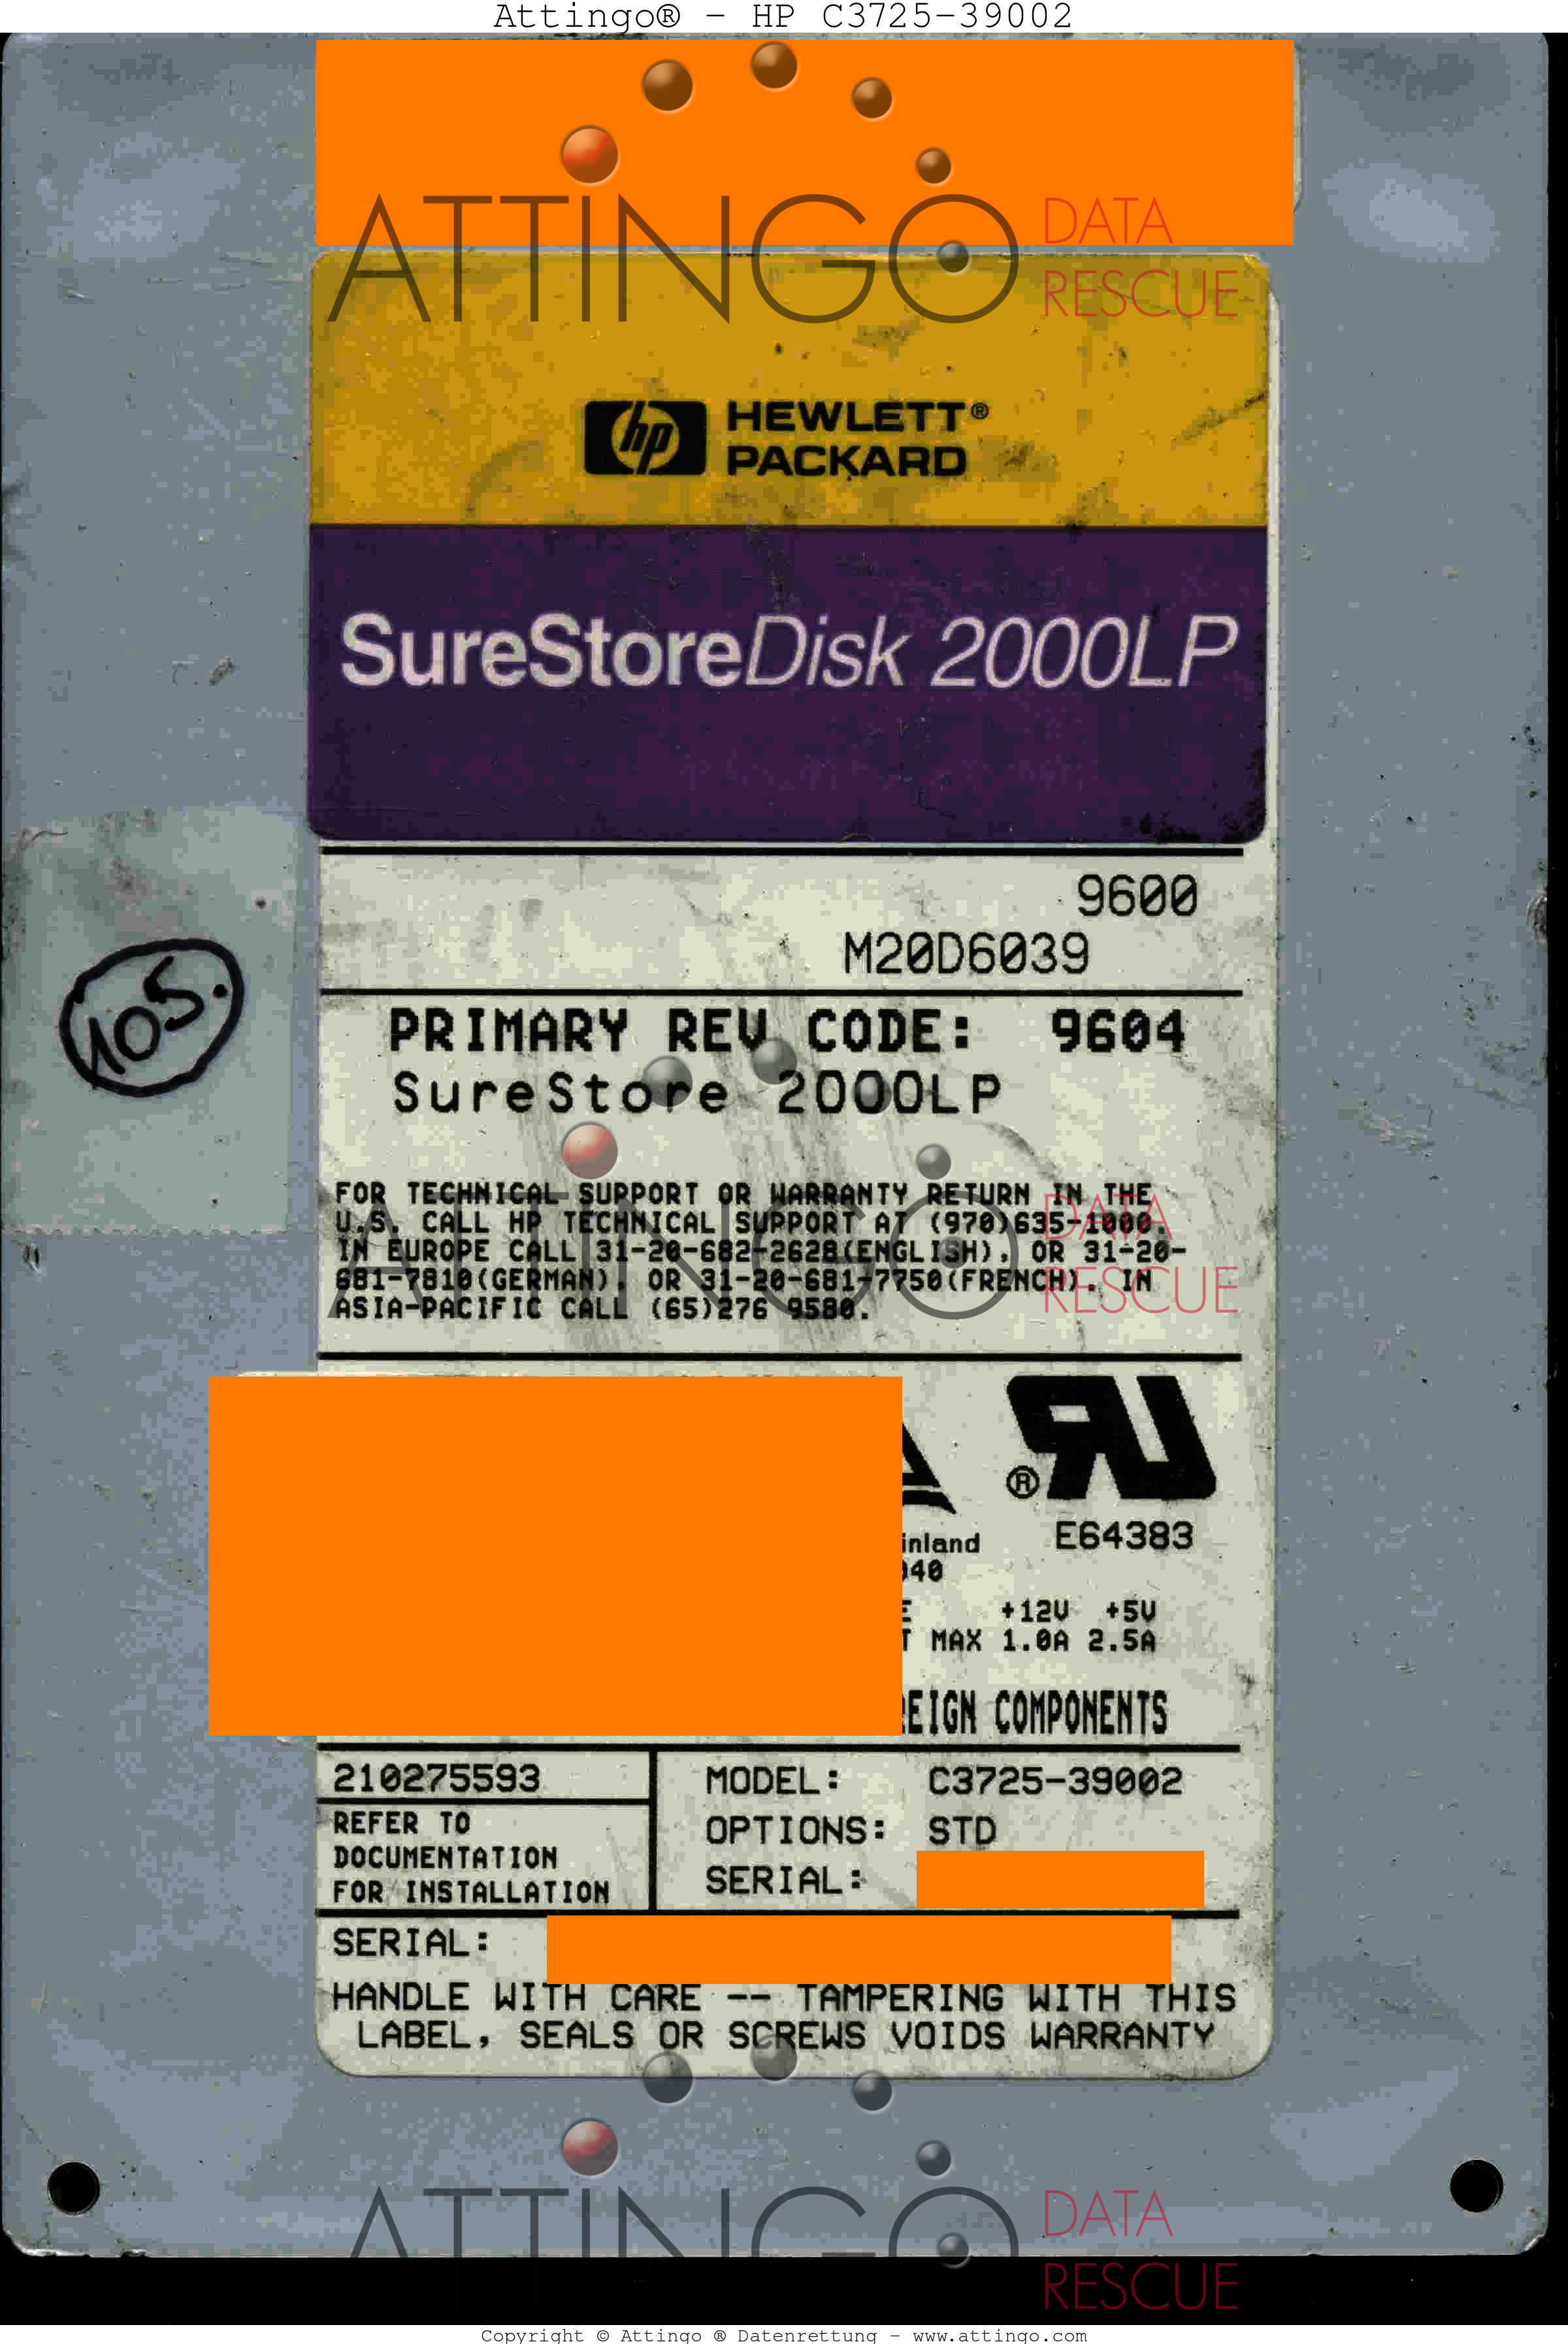 Attingo® - HP C3725-39002
ATTINGO DATA
RESCUE
hp HEWLETT®
PACKARD
SureStoreDisk 2000LP
9600
M20D6039
105.
PRIMARY REV CODE: 9604
SureStore 2000LP
FOR TECHNICAL SUPPORT OR WARRANTY RETURN IN THE
U.S. CALL HP TECHNICAL SUPPORT AT (970)635-1000.
IN EUROPE CALL 31-20-682-2628(ENGLISH), OR 31-20-
681-7810(GERMAN), OR 31-20-681-7750(FRENCH). IN
ASIA-PACIFIC CALL (65)276 9580.
ATTINGO DATA
RESCUE
®
E64383
+12V +5V
MAX 1.0A 2.5A
COMPONENTS
210275593
REFER TO
DOCUMENTATION
FOR INSTALLATION
MODEL: C3725-39002
OPTIONS: STD
SERIAL:
SERIAL:
HANDLE WITH CARE -- TAMPERING WITH THIS
LABEL, SEALS OR SCREWS VOIDS WARRANTY
ATTINGO DATA
RESCUE
Copyright © Attingo ® Datenrettung - www.attingo.com